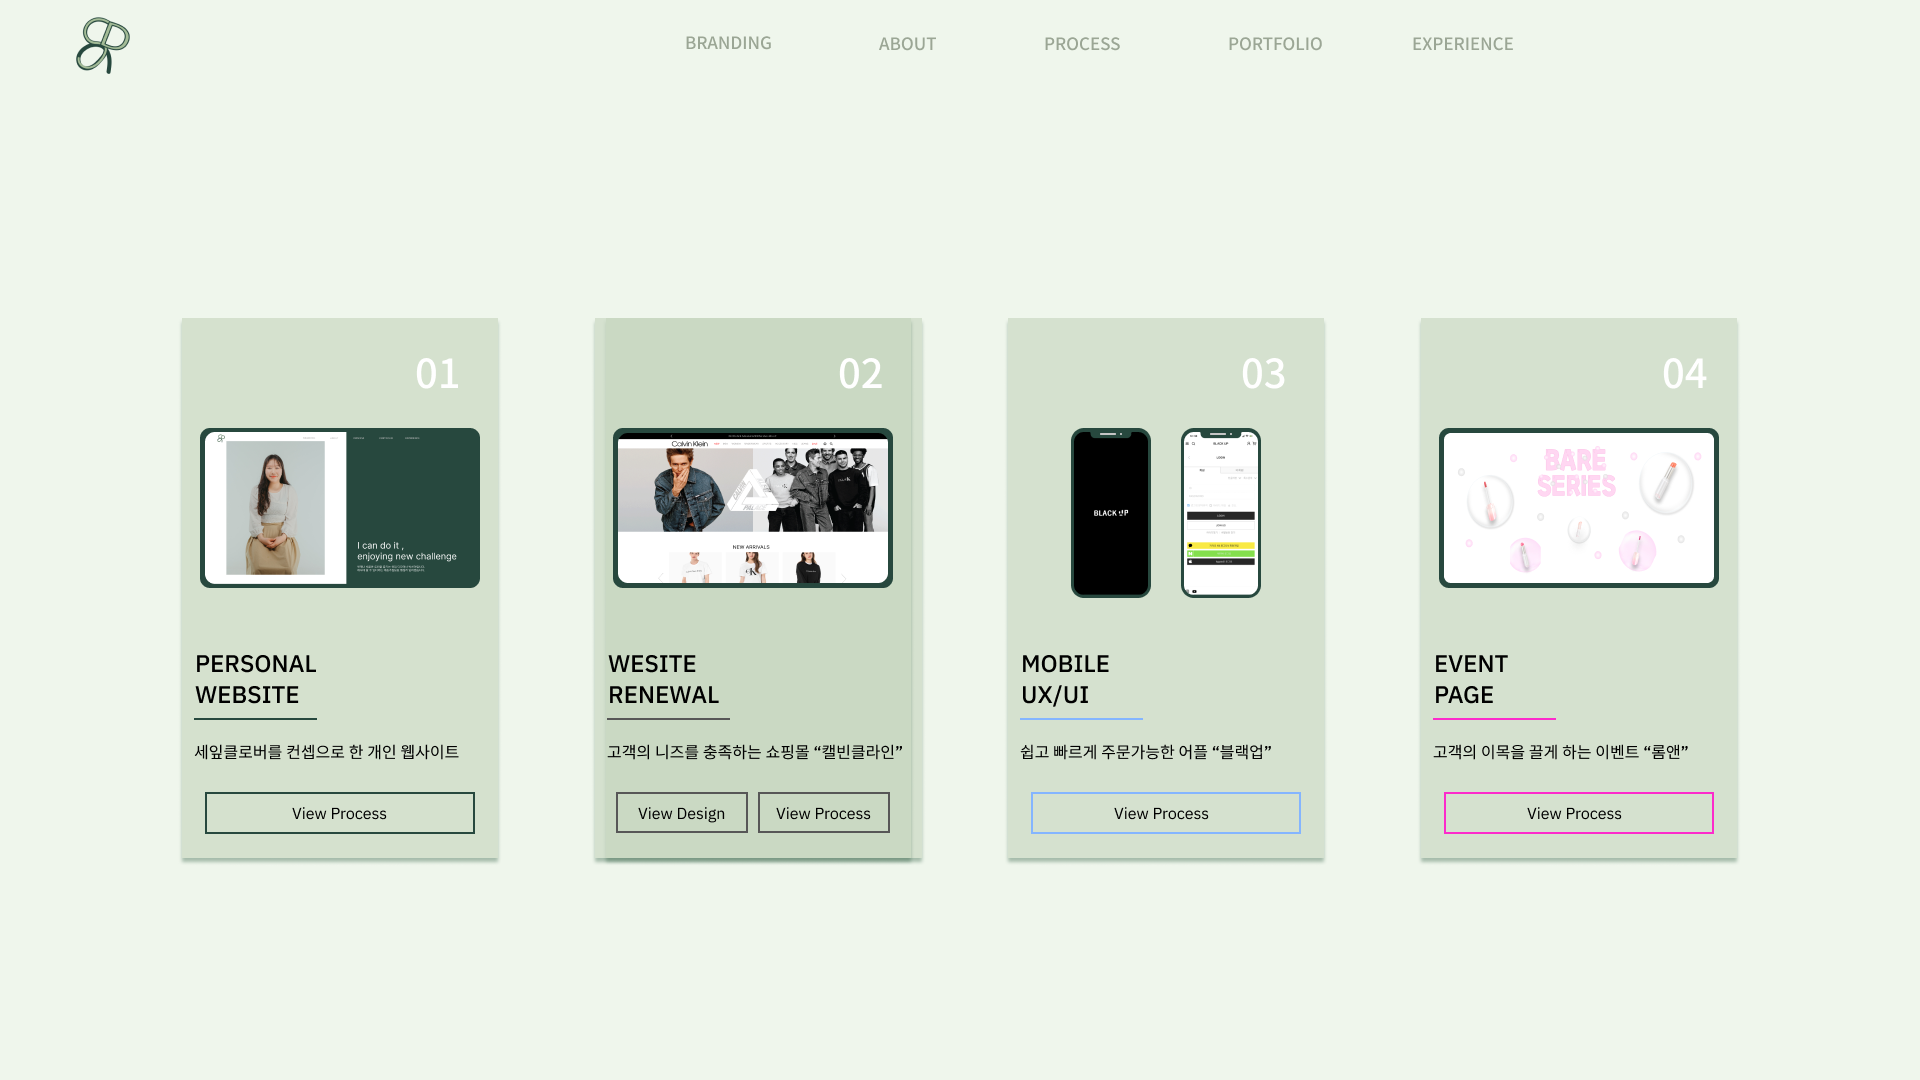 BRANDING
ABOUT
PROCESS
PORTFOLIO
EXPERIENCE
01
I can do it ,
enjoying new challenge
PERSONAL
WEBSITE
세잎클로버를 컨셉으로 한 개인 웹사이트
View Process
02
Calvin Klein
NEW ARRIVALS
WESITE
RENEWAL
고객의 니즈를 충족하는 쇼핑몰 “캘빈클라인”
View Design
View Process
03
BLACK UP
BLACK UP
LOGIN
MOBILE
UX/UI
쉽고 빠르게 주문가능한 어플 “블랙업”
View Process
04
BARE
SERIES
EVENT
PAGE
고객의 이목을 끌게 하는 이벤트 “롬앤”
View Process